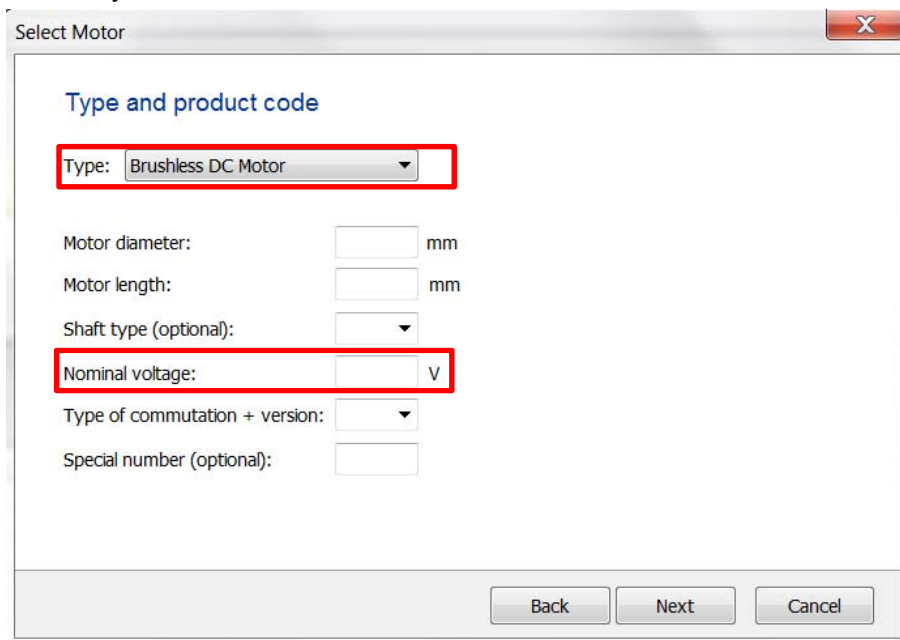 Select Motor
X
Type and product code
Type: Brushless DC Motor
Motor diameter: mm
Motor length: mm
Shaft type (optional):
Nominal voltage: V
Type of commutation + version:
Special number (optional):
Back Next Cancel